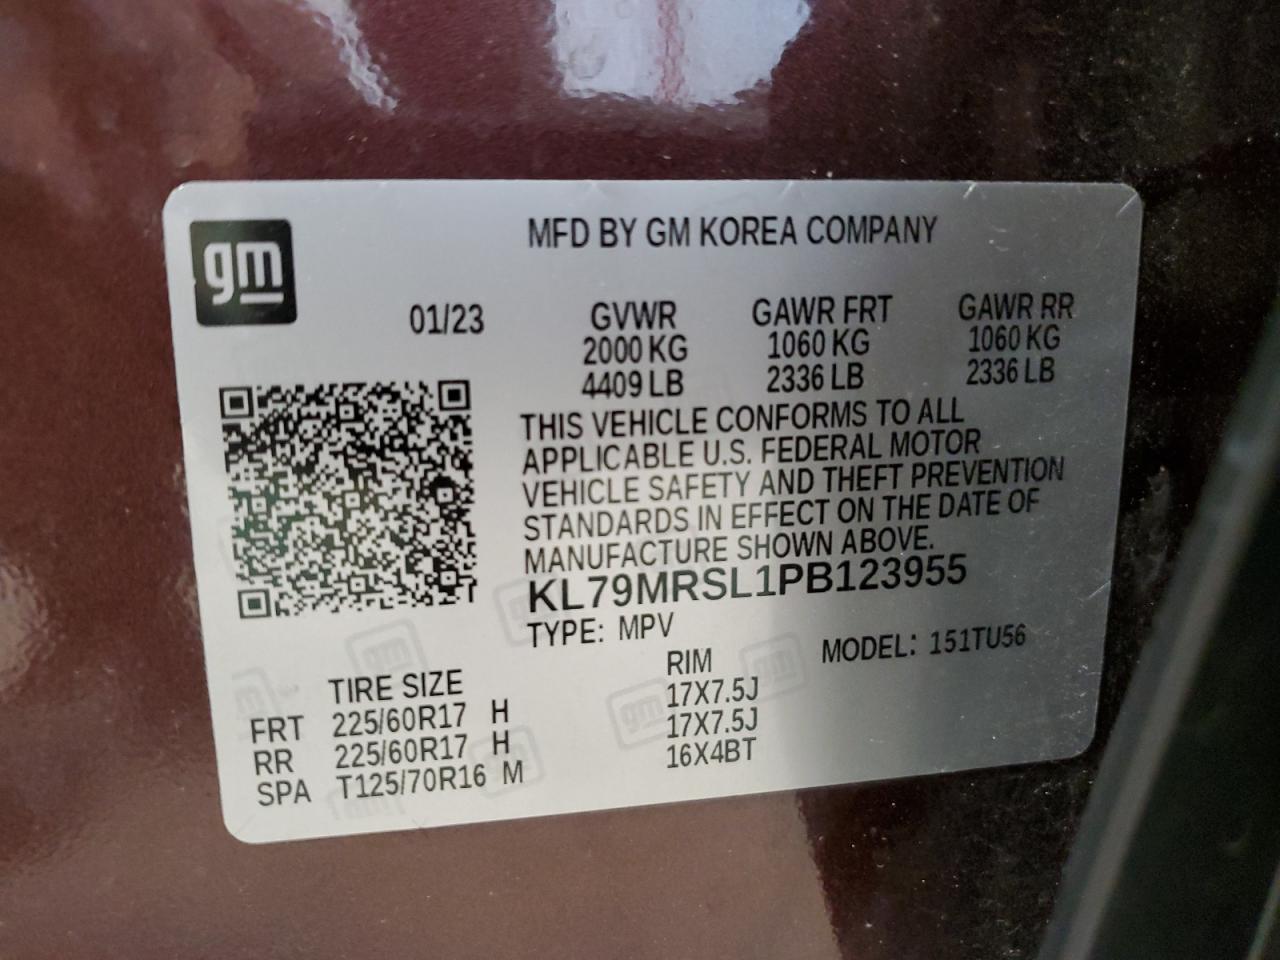 gm
MFD BY GM KOREA COMPANY
01/23
GVWR GAWR FRT GAWR RR
2000 KG 1060 KG 1060 KG
4409 LB 2336 LB 2336 LB
THIS VEHICLE CONFORMS TO ALL
APPLICABLE U.S. FEDERAL MOTOR
VEHICLE SAFETY AND THEFT PREVENTION
STANDARDS IN EFFECT ON THE DATE OF
MANUFACTURE SHOWN ABOVE.
KL79MRSL1PB123955
TYPE: MPV MODEL: 151TU56
TIRE SIZE RIM
FRT 225/60R17 H 17X7.5J
RR 225/60R17 H 17X7.5J
SPA T125/70R16 M 16X4BT